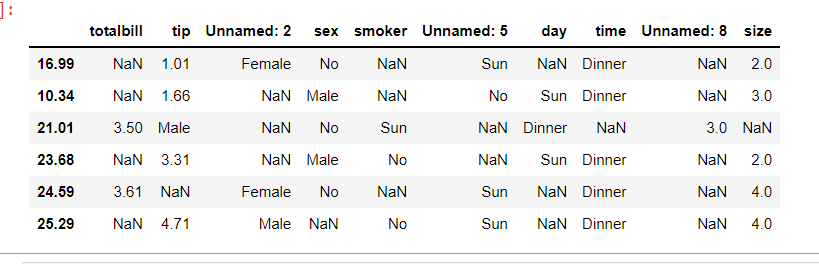 ]:
totalbill tip Unnamed: 2 sex smoker Unnamed: 5 day time Unnamed: 8 size
16.99 NaN 1.01 Female No NaN Sun NaN Dinner NaN 2.0
10.34 NaN 1.66 NaN Male NaN No Sun Dinner NaN 3.0
21.01 3.50 Male NaN No Sun NaN Dinner NaN 3.0 NaN
23.68 NaN 3.31 NaN Male No NaN Sun Dinner NaN 2.0
24.59 3.61 NaN Female No NaN Sun NaN Dinner NaN 4.0
25.29 NaN 4.71 Male NaN No Sun NaN Dinner NaN 4.0